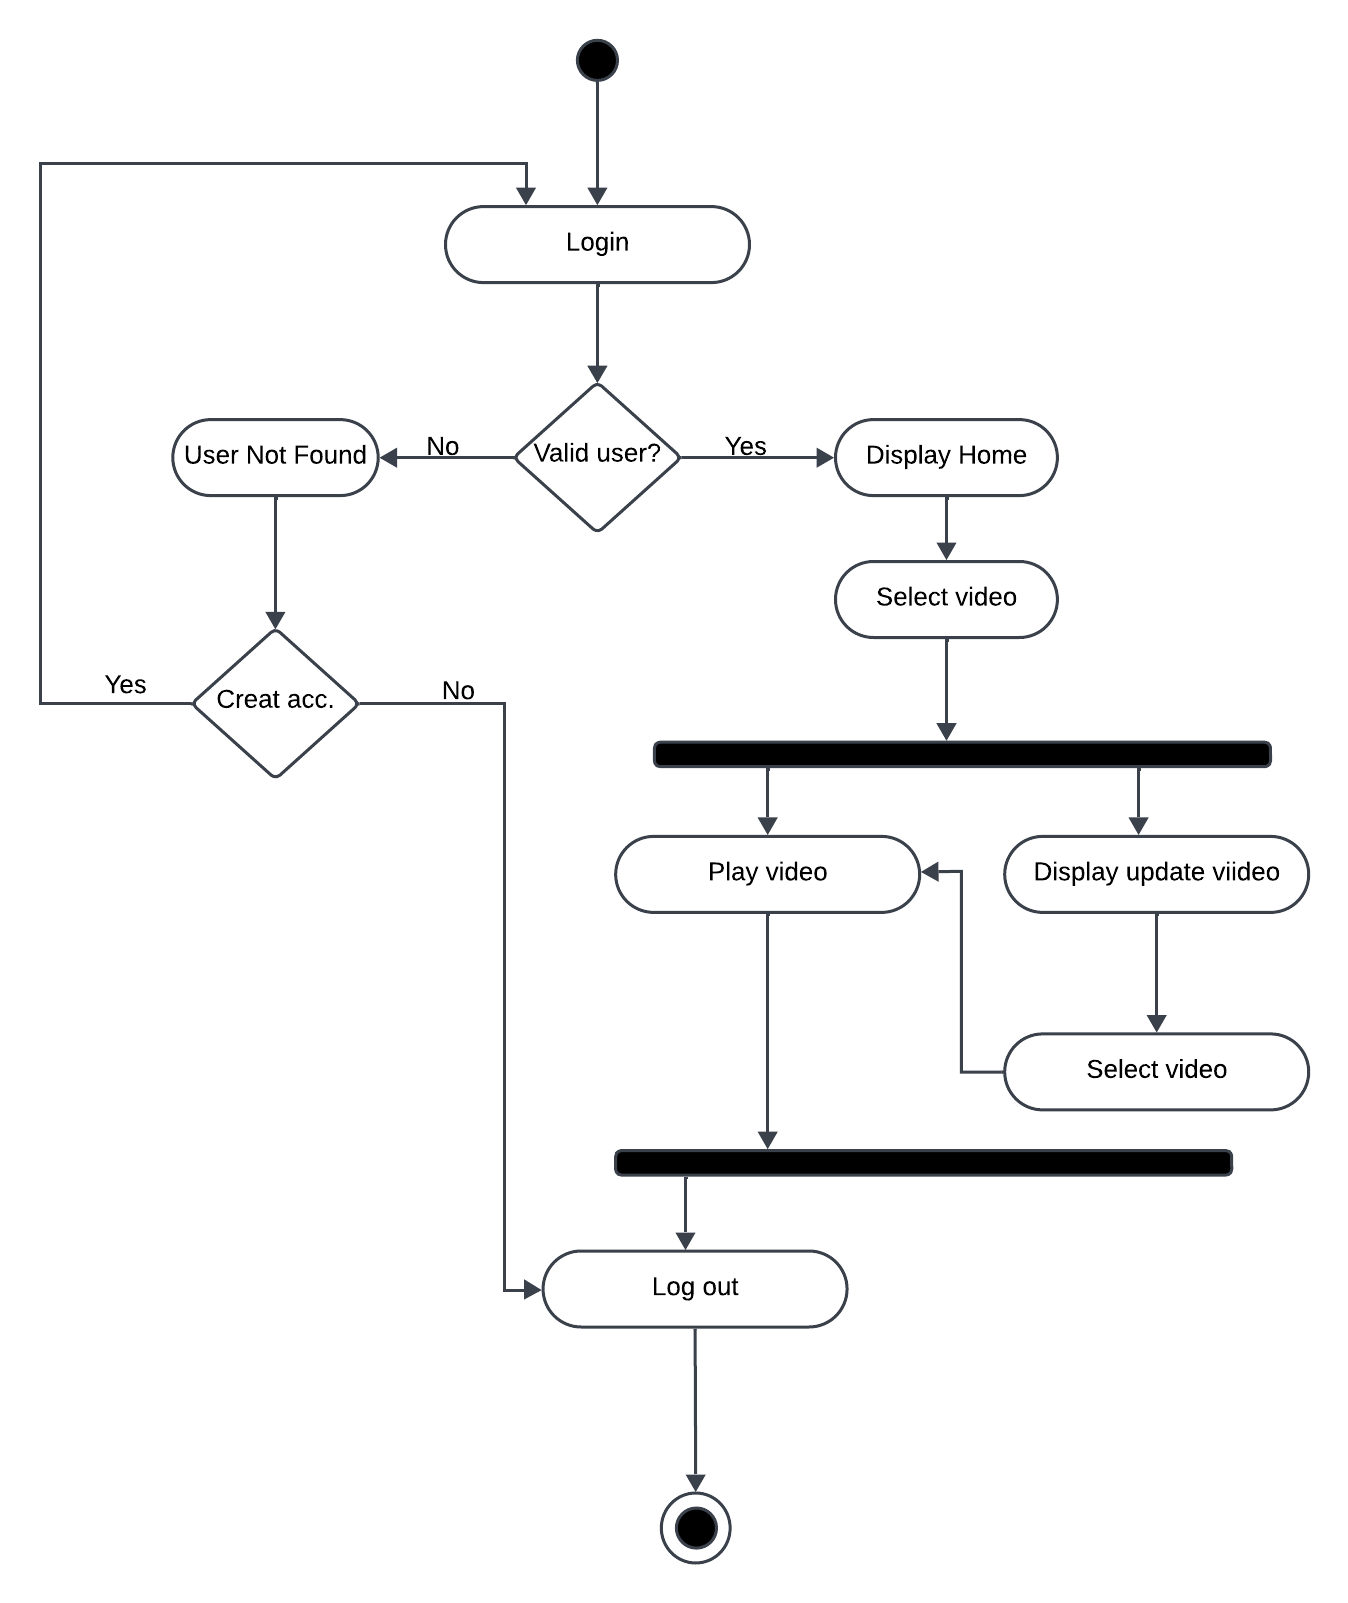 Login
Valid user?
No
Yes
User Not Found
Display Home
Select video
Creat acc.
Yes
No
Play video
Display update viideo
Select video
Log out